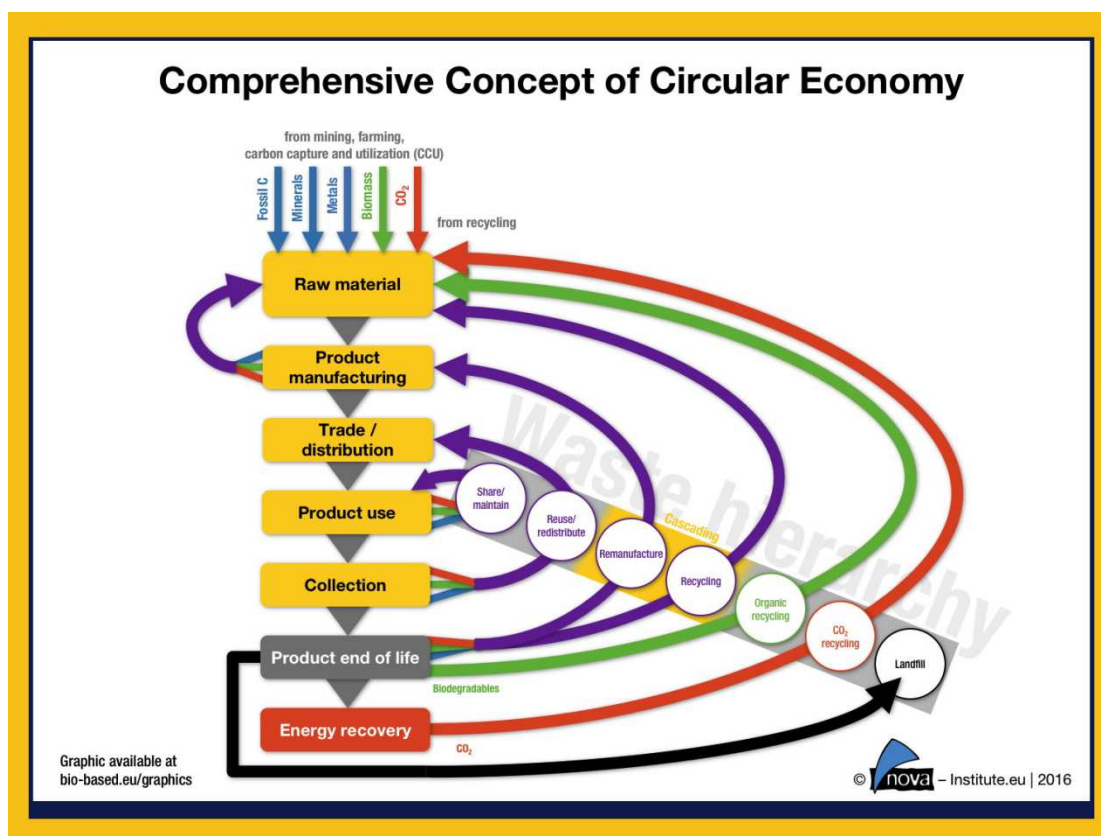 Comprehensive Concept of Circular Economy
from mining, farming,
carbon capture and utilization (CCU)
Fossil C
Minerals
Metals
Biomass
CO₂
from recycling
Raw material
Product
manufacturing
Trade /
distribution
Product use
Collection
Product end of life
Energy recovery
Waste hierarchy
Cascading
Share/
maintain
Reuse/
redistribute
Remanufacture
Recycling
Organic
recycling
CO₂
recycling
Landfill
Biodegradables
CO₂
Graphic available at
bio-based.eu/graphics
© nova – Institute.eu | 2016